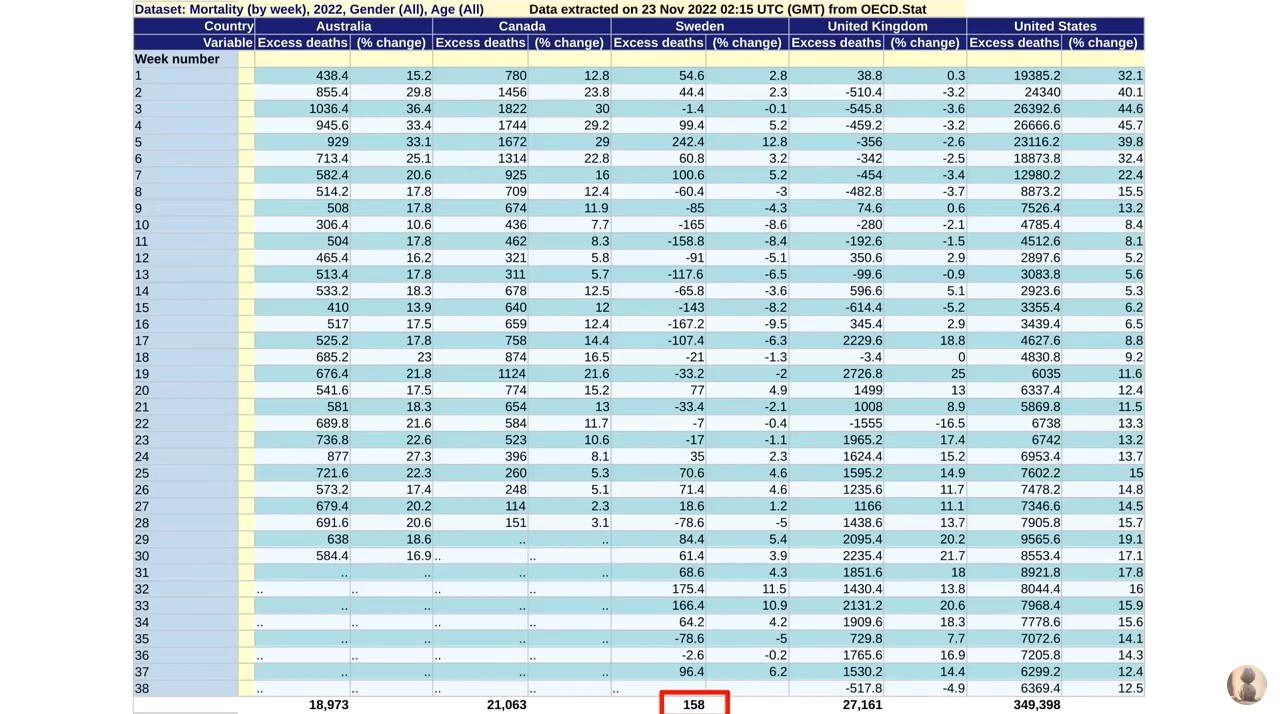 Dataset: Mortality (by week), 2022, Gender (All), Age (All) Data extracted on 23 Nov 2022 02:15 UTC (GMT) from OECD.Stat
Country Australia Canada Sweden United Kingdom United States
Variable Excess deaths (% change) Excess deaths (% change) Excess deaths (% change) Excess deaths (% change) Excess deaths (% change)
Week number
1 438.4 15.2 780 12.8 54.6 2.8 38.8 0.3 19385.2 32.1
2 855.4 29.8 1456 23.8 44.4 2.3 -510.4 -3.2 24340 40.1
3 1036.4 36.4 1822 30 -1.4 -0.1 -545.8 -3.6 26392.6 44.6
4 945.6 33.4 1744 29.2 99.4 5.2 -459.2 -3.2 26666.6 45.7
5 929 33.1 1672 29 242.4 12.8 -356 -2.6 23116.2 39.8
6 713.4 25.1 1314 22.8 60.8 3.2 -342 -2.5 18873.8 32.4
7 582.4 20.6 925 16 100.6 5.2 -454 -3.4 12980.2 22.4
8 514.2 17.8 709 12.4 -60.4 -3 -482.8 -3.7 8873.2 15.5
9 508 17.8 674 11.9 -85 -4.3 74.6 0.6 7526.4 13.2
10 306.4 10.6 436 7.7 -165 -8.6 -280 -2.1 4785.4 8.4
11 504 17.8 462 8.3 -158.8 -8.4 -192.6 -1.5 4512.6 8.1
12 465.4 16.2 321 5.8 -91 -5.1 350.6 2.9 2897.6 5.2
13 513.4 17.8 311 5.7 -117.6 -6.5 -99.6 -0.9 3083.8 5.6
14 533.2 18.3 678 12.5 -65.8 -3.6 596.6 5.1 2923.6 5.3
15 410 13.9 640 12 -143 -8.2 -614.4 -5.2 3355.4 6.2
16 517 17.5 659 12.4 -167.2 -9.5 345.4 2.9 3439.4 6.5
17 525.2 17.8 758 14.4 -107.4 -6.3 2229.6 18.8 4627.6 8.8
18 685.2 23 874 16.5 -21 -1.3 -3.4 0 4830.8 9.2
19 676.4 21.8 1124 21.6 -33.2 -2 2726.8 25 6035 11.6
20 541.6 17.5 774 15.2 77 4.9 1499 13 6337.4 12.4
21 581 18.3 654 13 -33.4 -2.1 1008 8.9 5869.8 11.5
22 689.8 21.6 584 11.7 -7 -0.4 -1555 -16.5 6738 13.3
23 736.8 22.6 523 10.6 -17 -1.1 1965.2 17.4 6742 13.2
24 877 27.3 396 8.1 35 2.3 1624.4 15.2 6953.4 13.7
25 721.6 22.3 260 5.3 70.6 4.6 1595.2 14.9 7602.2 15
26 573.2 17.4 248 5.1 71.4 4.6 1235.6 11.7 7478.2 14.8
27 679.4 20.2 114 2.3 18.6 1.2 1166 11.1 7346.6 14.5
28 691.6 20.6 151 3.1 -78.6 -5 1438.6 13.7 7905.8 15.7
29 638 18.6 .. .. 84.4 5.4 2095.4 20.2 9565.6 19.1
30 584.4 16.9 .. .. 61.4 3.9 2235.4 21.7 8553.4 17.1
31 .. .. .. .. 68.6 4.3 1851.6 18 8921.8 17.8
32 .. .. .. .. 175.4 11.5 1430.4 13.8 8044.4 16
33 .. .. .. .. 166.4 10.9 2131.2 20.6 7968.4 15.9
34 .. .. .. .. 64.2 4.2 1909.6 18.3 7778.6 15.6
35 .. .. .. .. -78.6 -5 729.8 7.7 7072.6 14.1
36 .. .. .. .. -2.6 -0.2 1765.6 16.9 7205.8 14.3
37 .. .. .. .. 96.4 6.2 1530.2 14.4 6299.2 12.4
38 .. .. .. .. .. -517.8 -4.9 6369.4 12.5
18,973 21,063 158 27,161 349,398